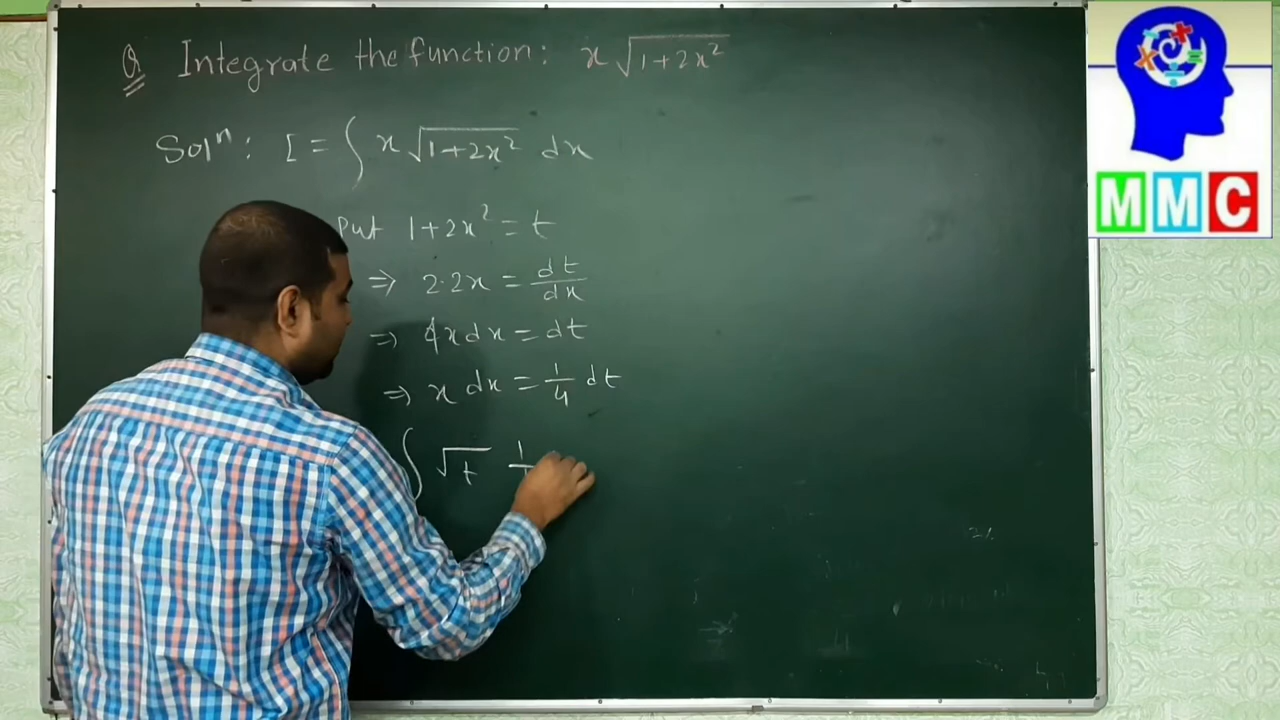 Q Integrate the function: x √(1+2x²)
Solⁿ: I = ∫ x √(1+2x²) dx
Put 1+2x² = t
⇒ 2·2x = dt/dx
⇒ 4x dx = dt
⇒ x dx = 1/4 dt
∫ √t 1
MMC